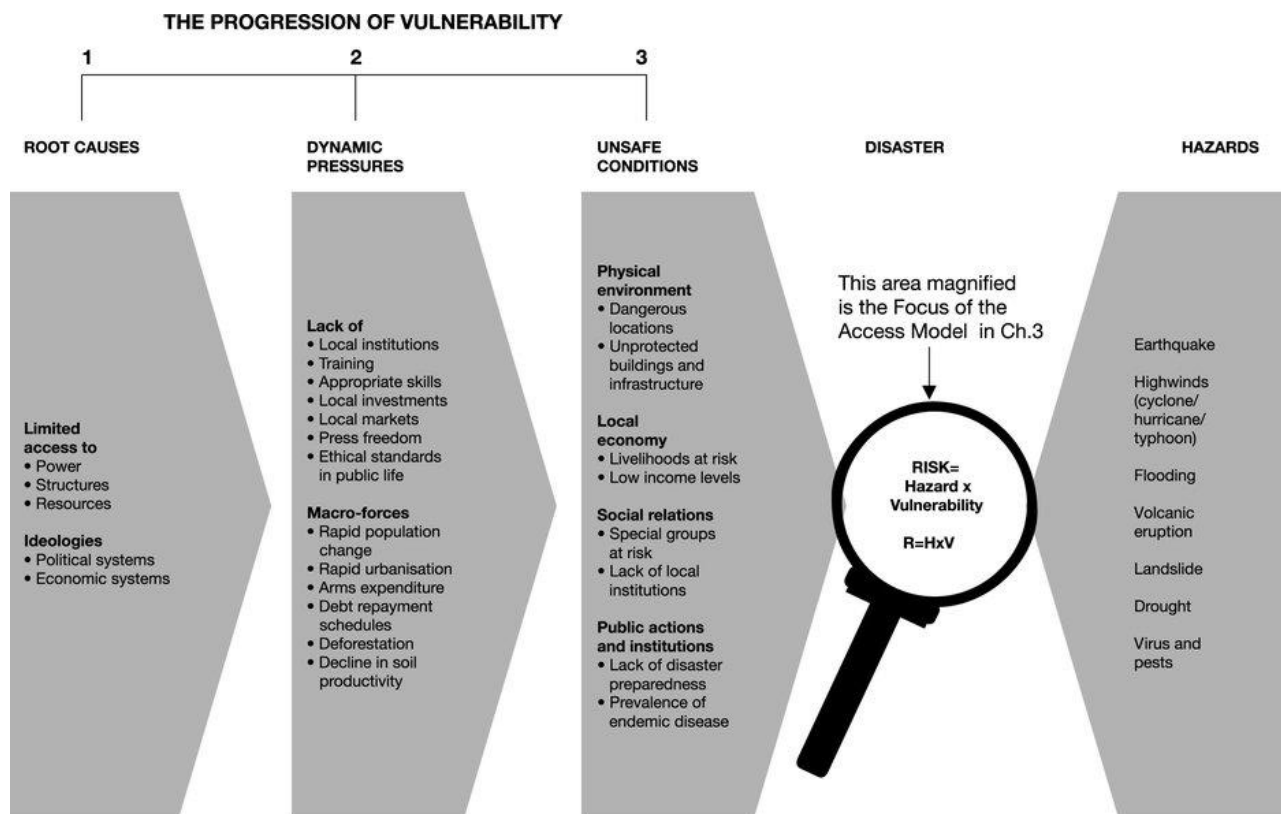 THE PROGRESSION OF VULNERABILITY
1
2
3
ROOT CAUSES
DYNAMIC
PRESSURES
UNSAFE
CONDITIONS
DISASTER
HAZARDS
Limited
access to
• Power
• Structures
• Resources
Ideologies
• Political systems
• Economic systems
Lack of
• Local institutions
• Training
• Appropriate skills
• Local investments
• Local markets
• Press freedom
• Ethical standards
in public life
Macro-forces
• Rapid population
change
• Rapid urbanisation
• Arms expenditure
• Debt repayment
schedules
• Deforestation
• Decline in soil
productivity
Physical
environment
• Dangerous
locations
• Unprotected
buildings and
infrastructure
Local
economy
• Livelihoods at risk
• Low income levels
Social relations
• Special groups
at risk
• Lack of local
institutions
Public actions
and institutions
• Lack of disaster
preparedness
• Prevalence of
endemic disease
This area magnified
is the Focus of the
Access Model in Ch.3
RISK=
Hazard x
Vulnerability
R=HxV
Earthquake
Highwinds
(cyclone/
hurricane/
typhoon)
Flooding
Volcanic
eruption
Landslide
Drought
Virus and
pests